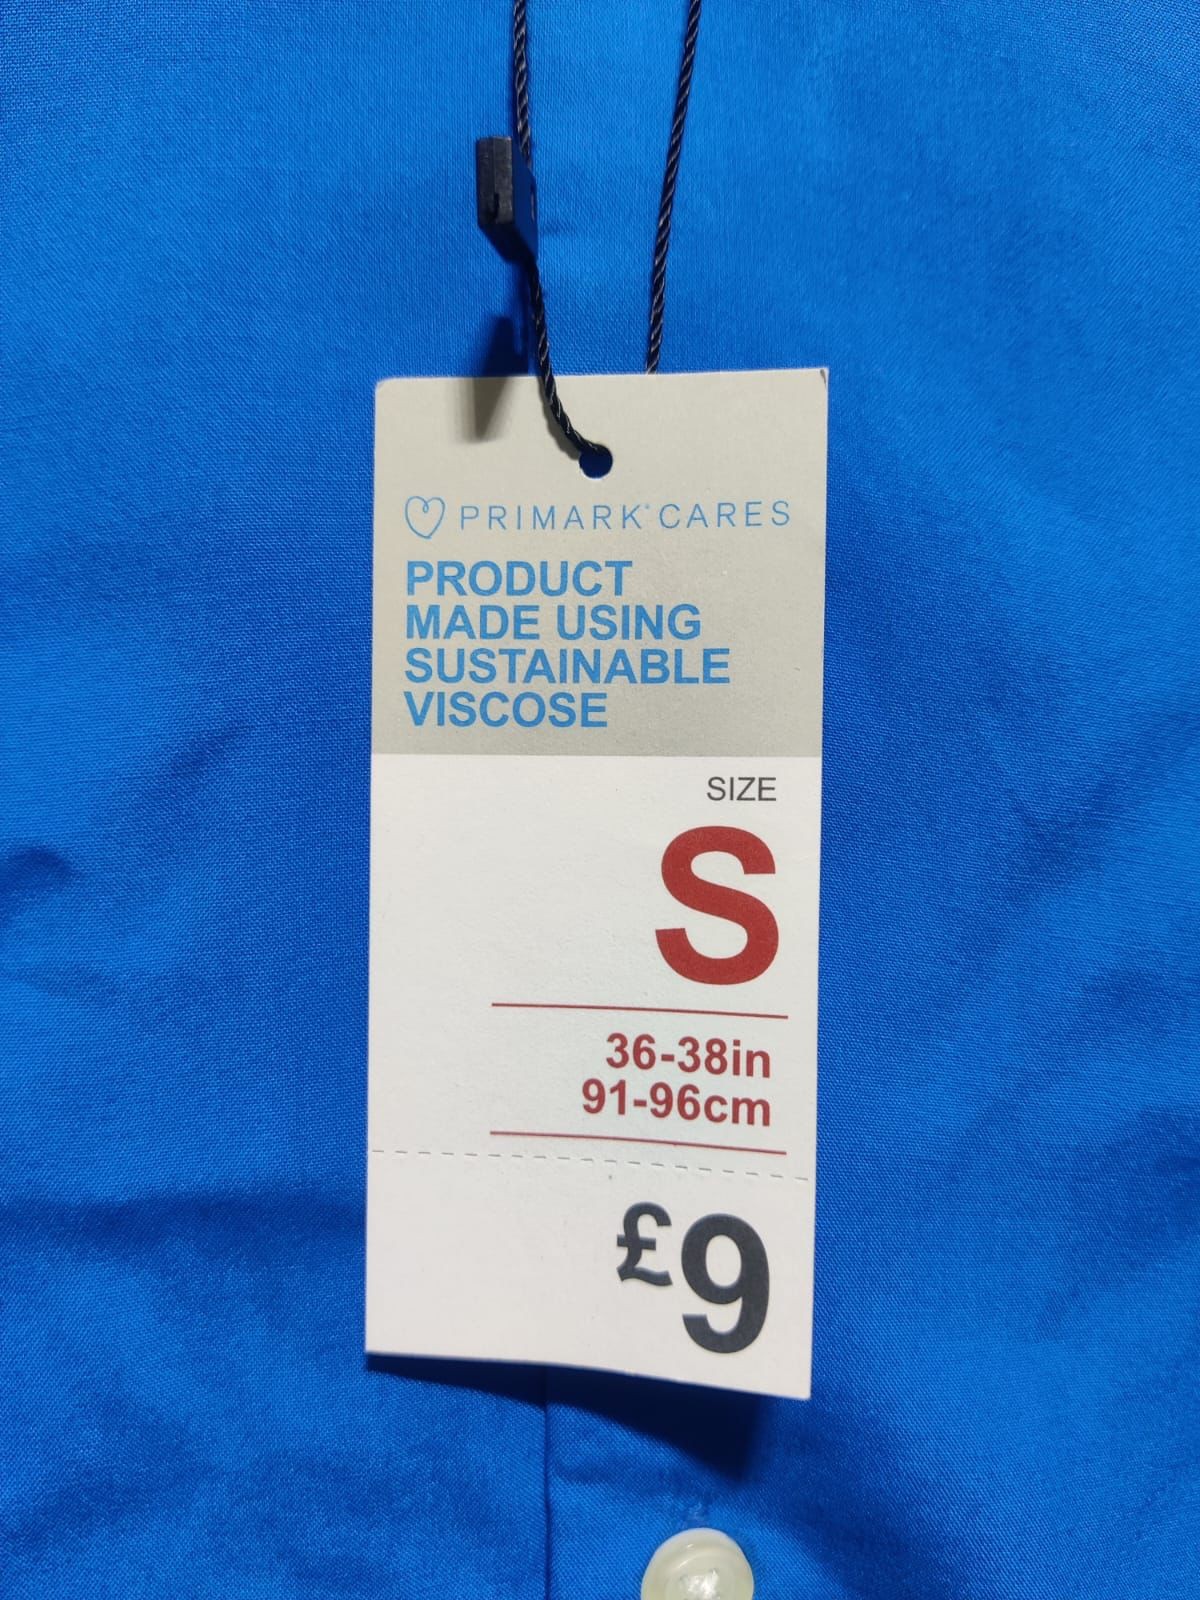 PRIMARK® CARES
PRODUCT
MADE USING
SUSTAINABLE
VISCOSE
SIZE
S
36-38in
91-96cm
£9